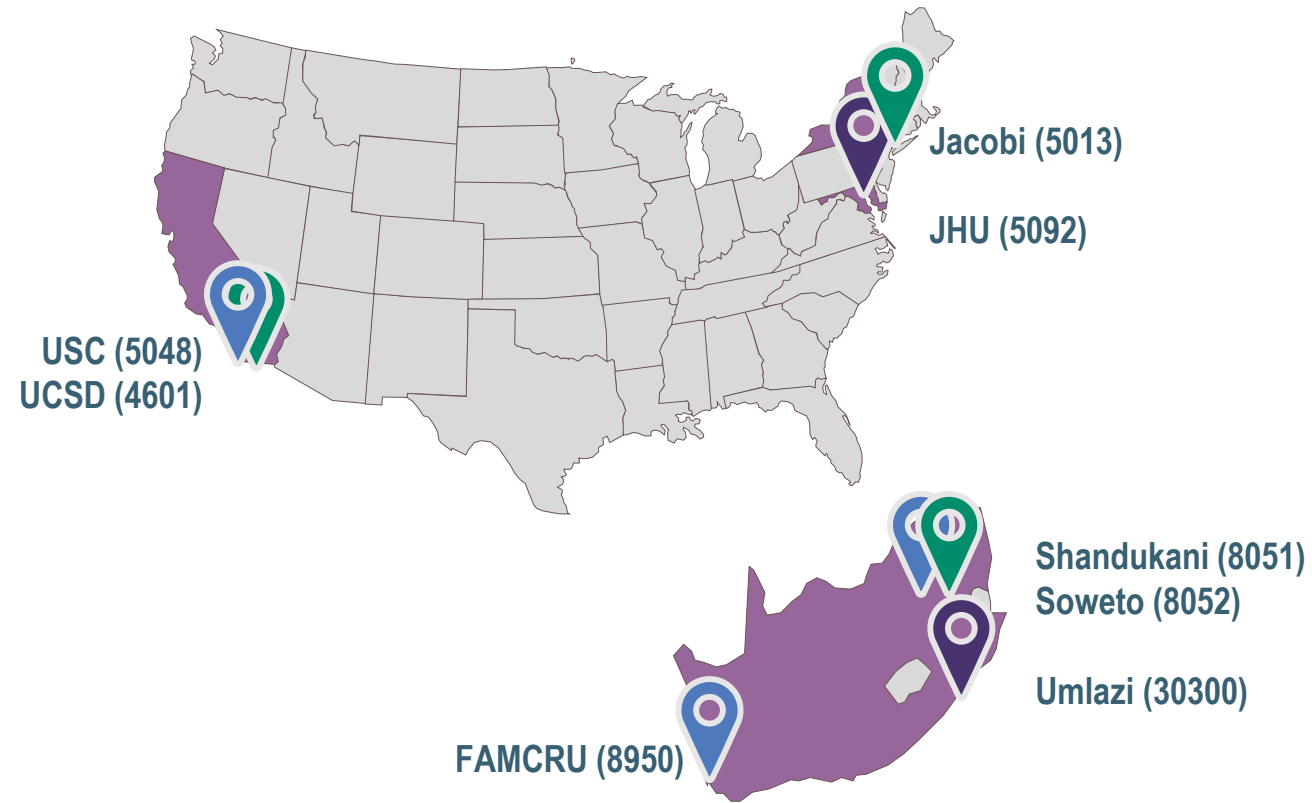 Jacobi (5013)
JHU (5092)
USC (5048)
UCSD (4601)
Shandukani (8051)
Soweto (8052)
Umlazi (30300)
FAMCRU (8950)